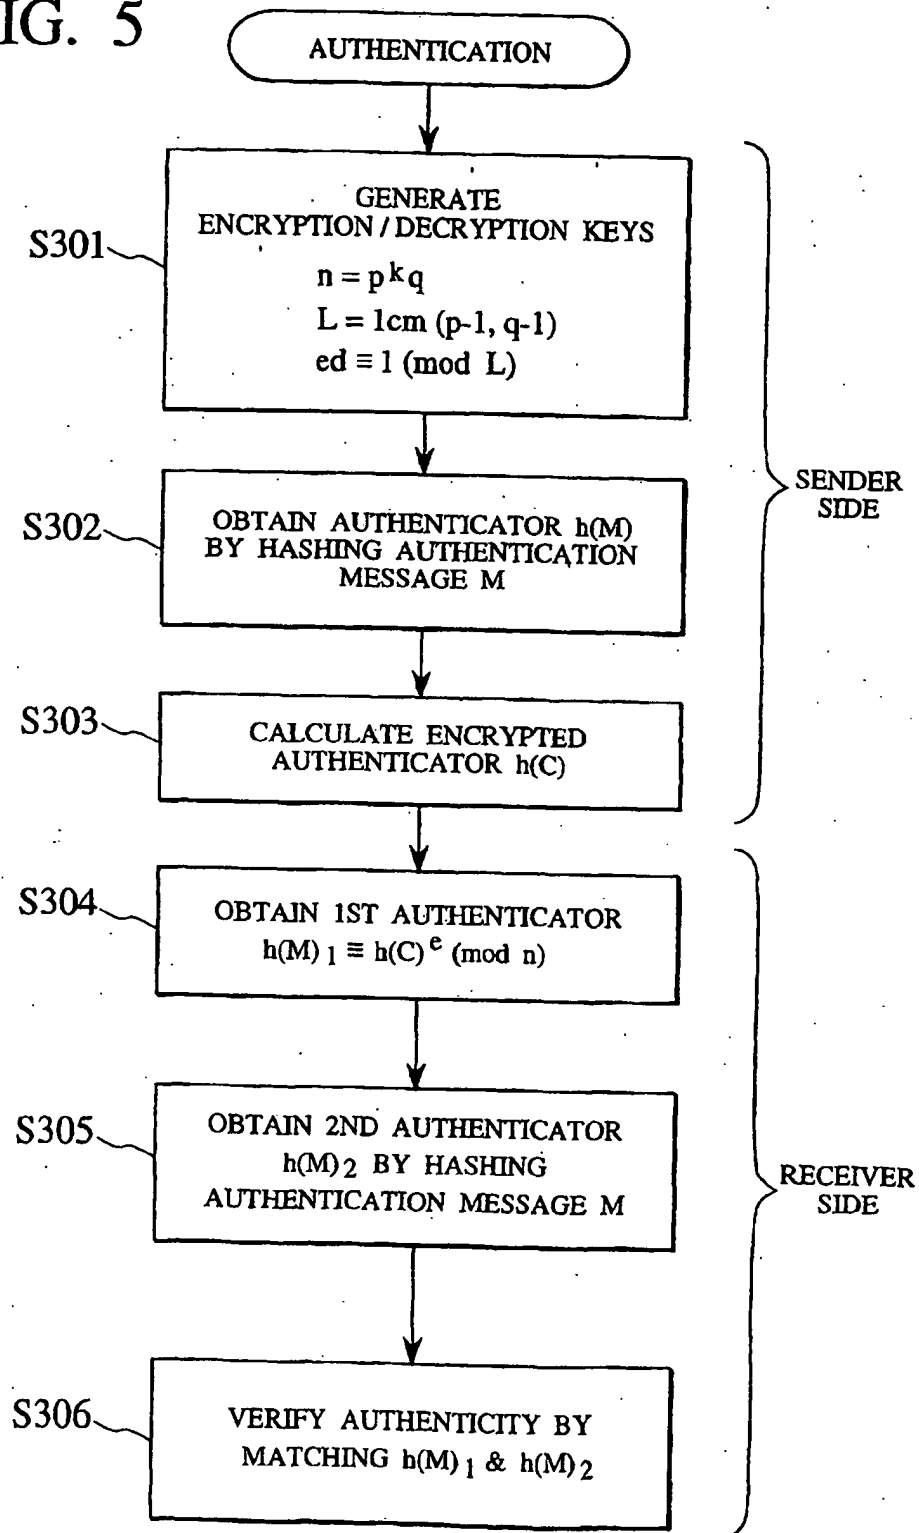 IG. 5
AUTHENTICATION
S301
GENERATE
ENCRYPTION / DECRYPTION KEYS
n = p^k q
L = 1cm (p-1, q-1)
ed ≡ 1 (mod L)
S302
OBTAIN AUTHENTICATOR h(M)
BY HASHING AUTHENTICATION
MESSAGE M
S303
CALCULATE ENCRYPTED
AUTHENTICATOR h(C)
SENDER
SIDE
S304
OBTAIN 1ST AUTHENTICATOR
h(M)₁ ≡ h(C)^e (mod n)
S305
OBTAIN 2ND AUTHENTICATOR
h(M)₂ BY HASHING
AUTHENTICATION MESSAGE M
S306
VERIFY AUTHENTICITY BY
MATCHING h(M)₁ & h(M)₂
RECEIVER
SIDE